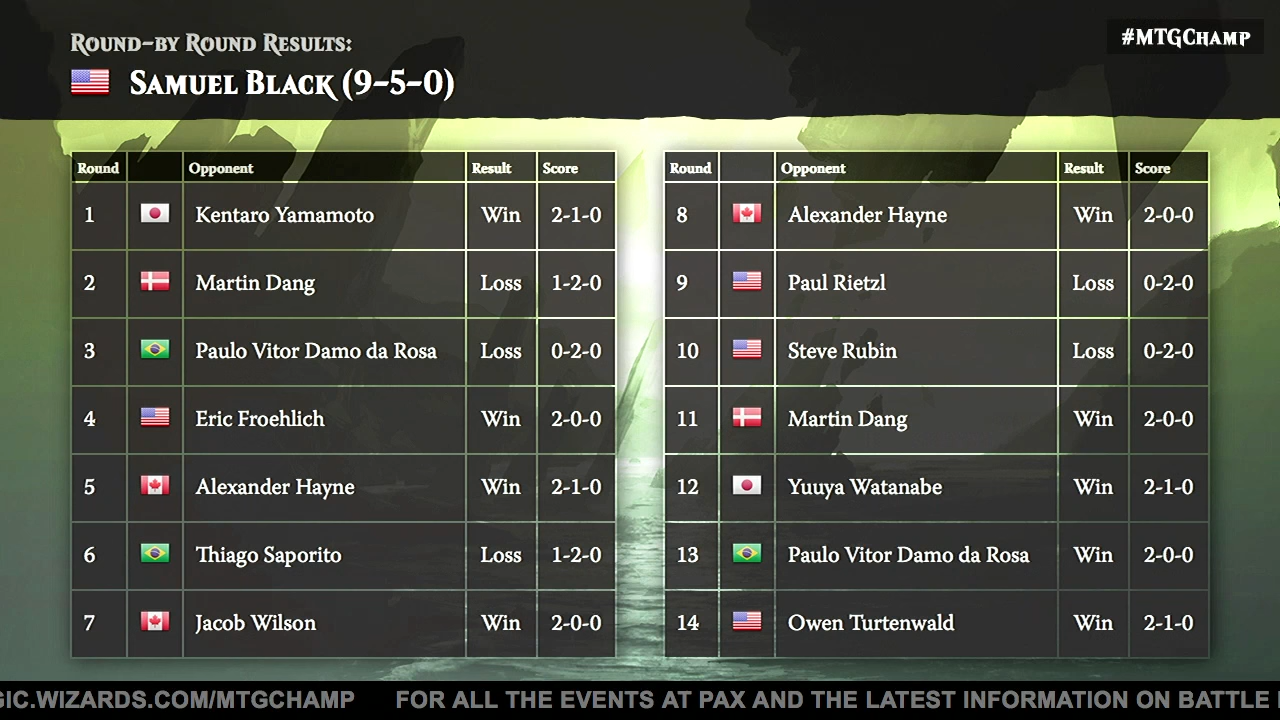 Round-by Round Results:
#MTGChamp
Samuel Black (9-5-0)
Round Opponent Result Score
1 Kentaro Yamamoto Win 2-1-0
2 Martin Dang Loss 1-2-0
3 Paulo Vitor Damo da Rosa Loss 0-2-0
4 Eric Froehlich Win 2-0-0
5 Alexander Hayne Win 2-1-0
6 Thiago Saporito Loss 1-2-0
7 Jacob Wilson Win 2-0-0
Round Opponent Result Score
8 Alexander Hayne Win 2-0-0
9 Paul Rietzl Loss 0-2-0
10 Steve Rubin Loss 0-2-0
11 Martin Dang Win 2-0-0
12 Yuuya Watanabe Win 2-1-0
13 Paulo Vitor Damo da Rosa Win 2-0-0
14 Owen Turtenwald Win 2-1-0
GIC.WIZARDS.COM/MTGCHAMP FOR ALL THE EVENTS AT PAX AND THE LATEST INFORMATION ON BATTLE